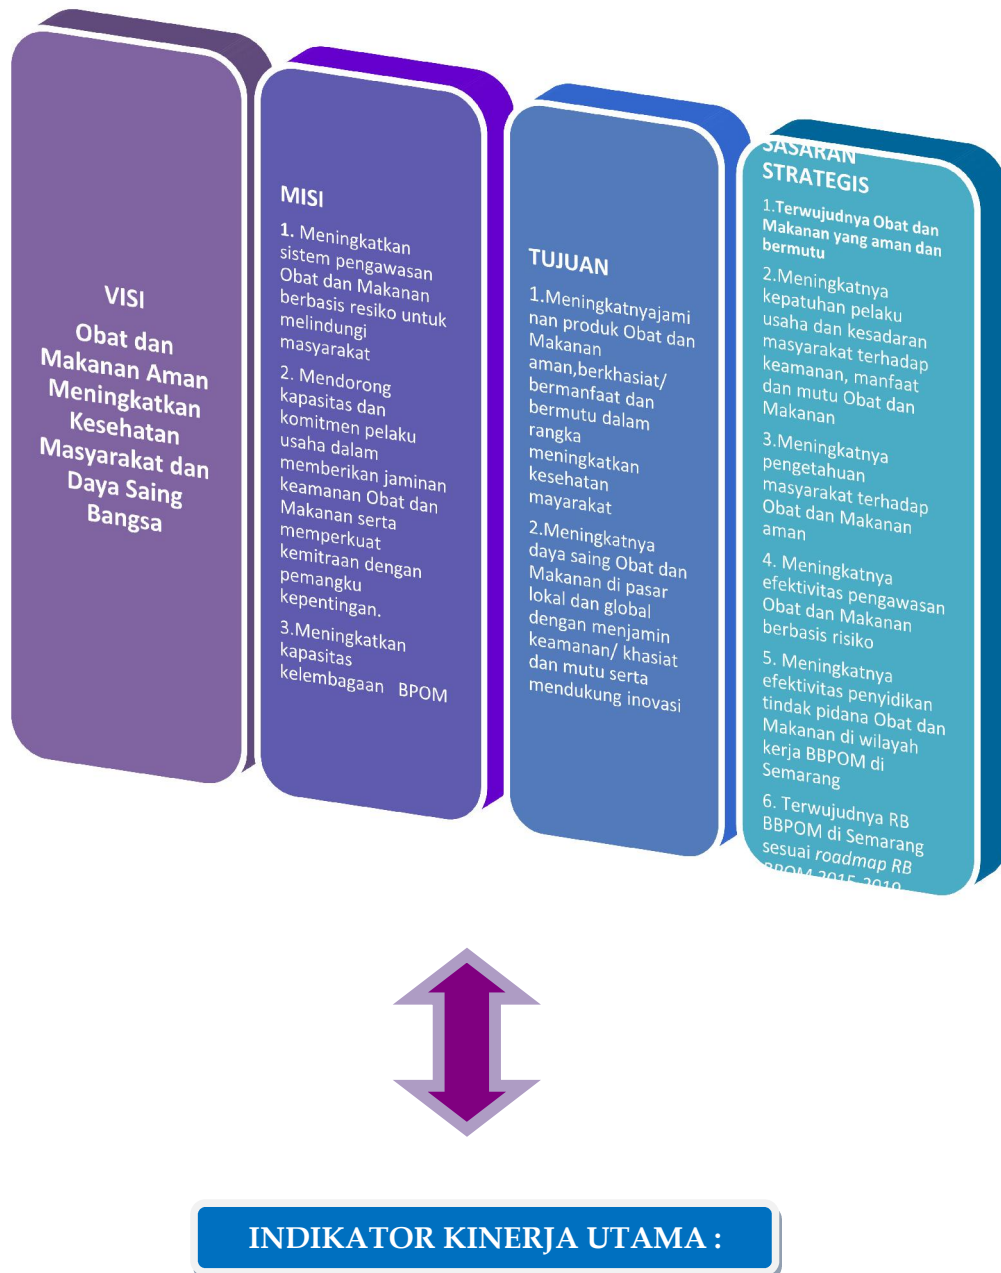 VISI
Obat dan
Makanan Aman
Meningkatkan
Kesehatan
Masyarakat dan
Daya Saing
Bangsa
MISI
1. Meningkatkan
sistem pengawasan
Obat dan Makanan
berbasis resiko untuk
melindungi
masyarakat
2. Mendorong
kapasitas dan
komitmen pelaku
usaha dalam
memberikan jaminan
keamanan Obat dan
Makanan serta
memperkuat
kemitraan dengan
pemangku
kepentingan.
3.Meningkatkan
kapasitas
kelembagaan BPOM
TUJUAN
1.Meningkatnyajami
nan produk Obat dan
Makanan
aman,berkhasiat/
bermanfaat dan
bermutu dalam
rangka
meningkatkan
kesehatan
mayarakat
2.Meningkatnya
daya saing Obat dan
Makanan di pasar
lokal dan global
dengan menjamin
keamanan/ khasiat
dan mutu serta
mendukung inovasi
SASARAN
STRATEGIS
1.Terwujudnya Obat dan
Makanan yang aman dan
bermutu
2.Meningkatnya
kepatuhan pelaku
usaha dan kesadaran
masyarakat terhadap
keamanan, manfaat
dan mutu Obat dan
Makanan
3.Meningkatnya
pengetahuan
masyarakat terhadap
Obat dan Makanan
aman
4. Meningkatnya
efektivitas pengawasan
Obat dan Makanan
berbasis risiko
5. Meningkatnya
efektivitas penyidikan
tindak pidana Obat dan
Makanan di wilayah
kerja BBPOM di
Semarang
6. Terwujudnya RB
BBPOM di Semarang
sesuai roadmap RB
BPOM 2015-2019
INDIKATOR KINERJA UTAMA :